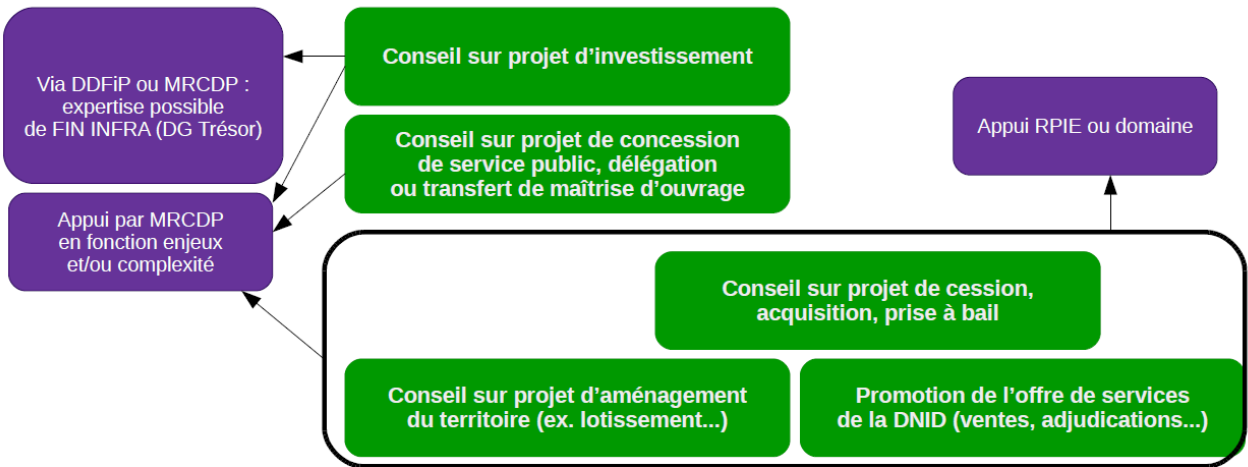 Via DDFiP ou MRCDP :
expertise possible
de FIN INFRA (DG Trésor)
Conseil sur projet d’investissement
Appui RPIE ou domaine
Conseil sur projet de concession
de service public, délégation
ou transfert de maîtrise d’ouvrage
Appui par MRCDP
en fonction enjeux
et/ou complexité
Conseil sur projet de cession,
acquisition, prise à bail
Conseil sur projet d’aménagement
du territoire (ex. lotissement...)
Promotion de l’offre de services
de la DNID (ventes, adjudications...)